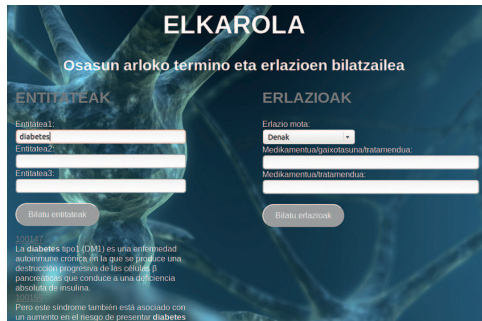 ELKAROLA
Osasun arloko termino eta erlazioen bilatzailea
ENTITATEAK
Entitatea1:
diabetes
Entitatea2:
Entitatea3:
Bilatu entitateak
100147
La diabetes tipo1 (DM1) es una enfermedad
autoinmune crónica en la que se produce una
destrucción progresiva de las células β
pancreáticas que conduce a una deficiencia
absoluta de insulina.
Pero este síndrome también está asociado con
un aumento en el riesgo de presentar diabetes
ERLAZIOAK
Erlazio mota:
Denak
Medikamentua/gaixotasuna/tratamendua:
Medikamentua/tratamendua:
Bilatu erlazioak